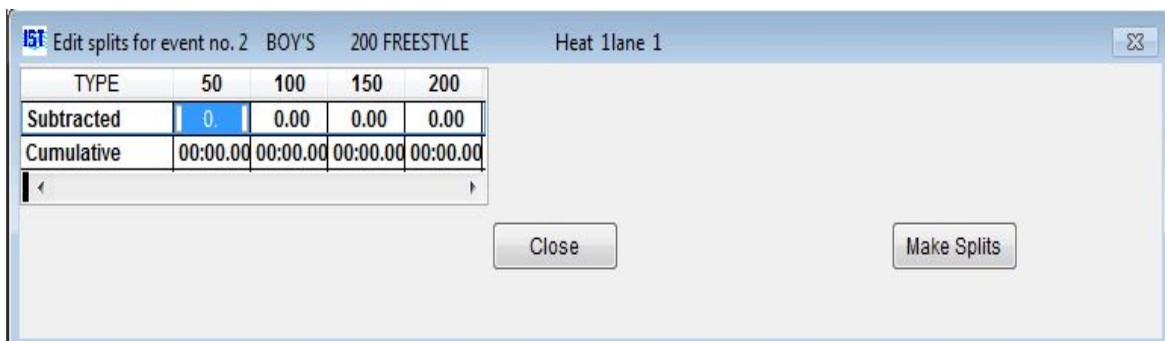 IST Edit splits for event no. 2 BOY'S 200 FREESTYLE Heat 1lane 1
TYPE 50 100 150 200
Subtracted 0. 0.00 0.00 0.00
Cumulative 00:00.00 00:00.00 00:00.00 00:00.00
Close Make Splits